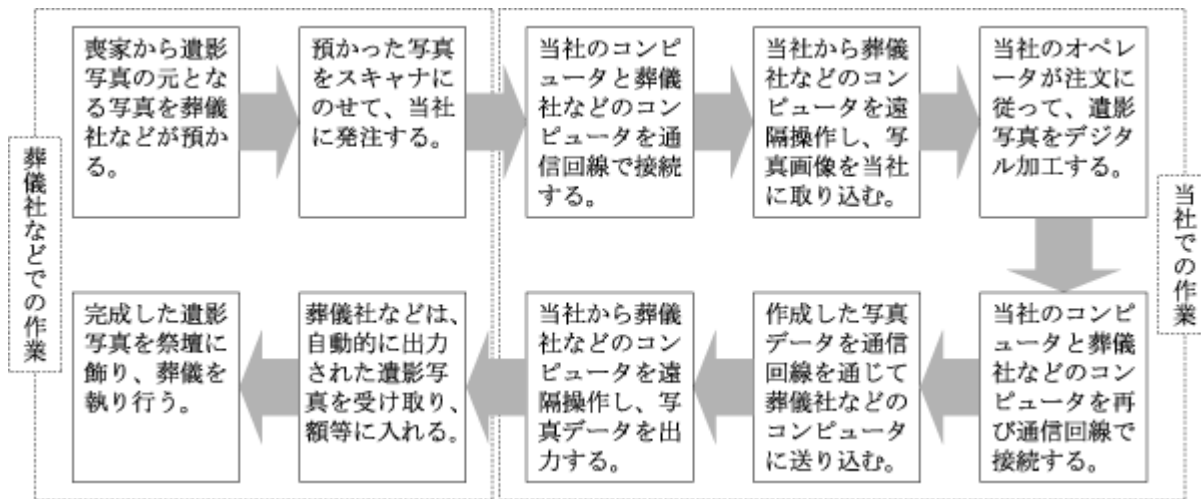 喪家から遺影
写真の元とな
る写真を葬儀
社などが預か
る。
預かった写真
をスキャナに
のせて、当社
に発注する。
当社のコンピ
ュータと葬儀
社などのコン
ピュータを通
信回線で接続
する。
当社から葬儀
社などのコン
ピュータを遠
隔操作し、写
真画像を当社
に取り込む。
当社のオペレ
ータが注文に
従って、遺影
写真をデジタ
ル加工する。
葬儀社などでの作業
当社での作業
当社のコンピ
ュータと葬儀
社などのコン
ピュータを再
び通信回線で
接続する。
作成した写真
データを通信
回線を通じて
葬儀社などの
コンピュータ
に送り込む。
当社から葬儀
社などのコン
ピュータを遠
隔操作し、写
真データを出
力する。
葬儀社などは、
自動的に出力
された遺影写
真を受け取り、
額等に入れる。
完成した遺影
写真を祭壇に
飾り、葬儀を
執り行う。